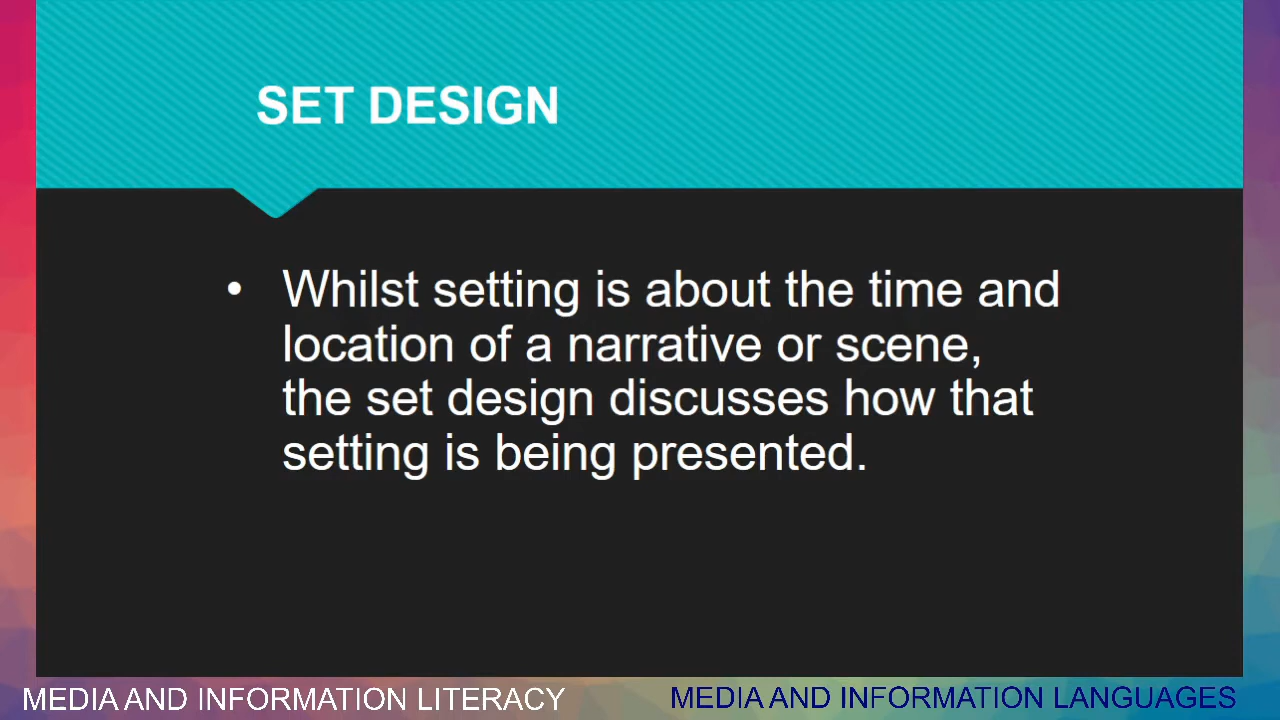 SET DESIGN
• Whilst setting is about the time and
location of a narrative or scene,
the set design discusses how that
setting is being presented.
MEDIA AND INFORMATION LITERACY
MEDIA AND INFORMATION LANGUAGES